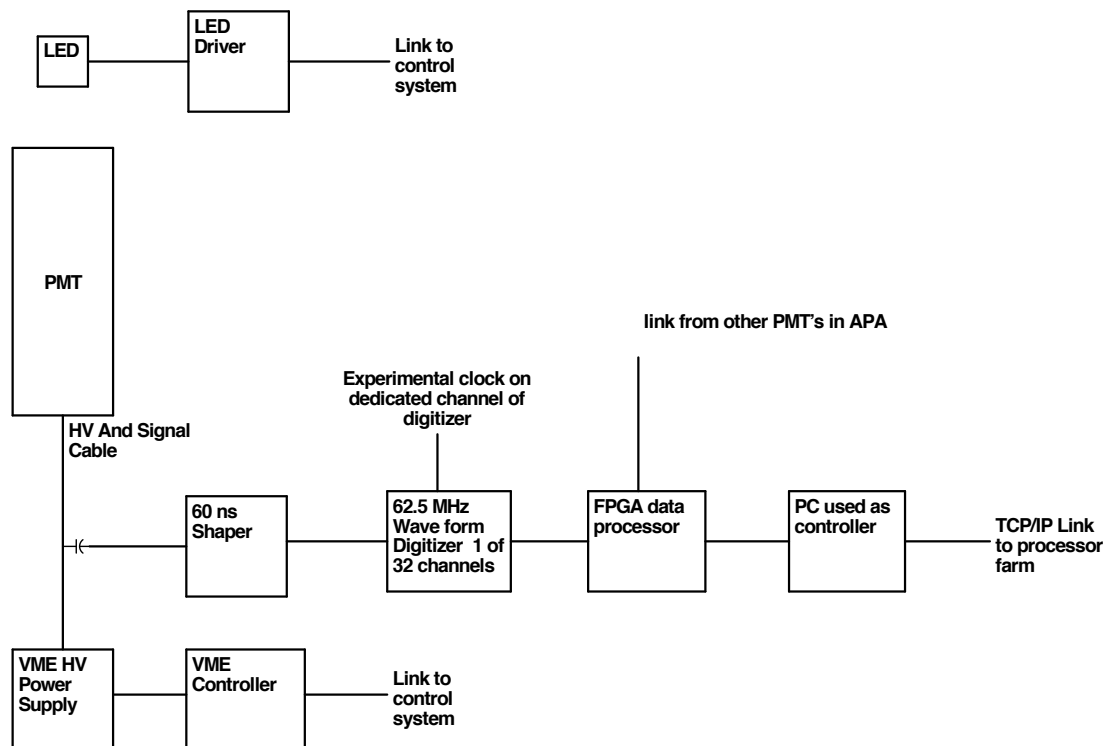 LED
LED
Driver
Link to
control
system
PMT
link from other PMT's in APA
Experimental clock on
dedicated channel of
digitizer
HV And Signal
Cable
60 ns
Shaper
62.5 MHz
Wave form
Digitizer 1 of
32 channels
FPGA data
processor
PC used as
controller
TCP/IP Link
to processor
farm
VME HV
Power
Supply
VME
Controller
Link to
control
system